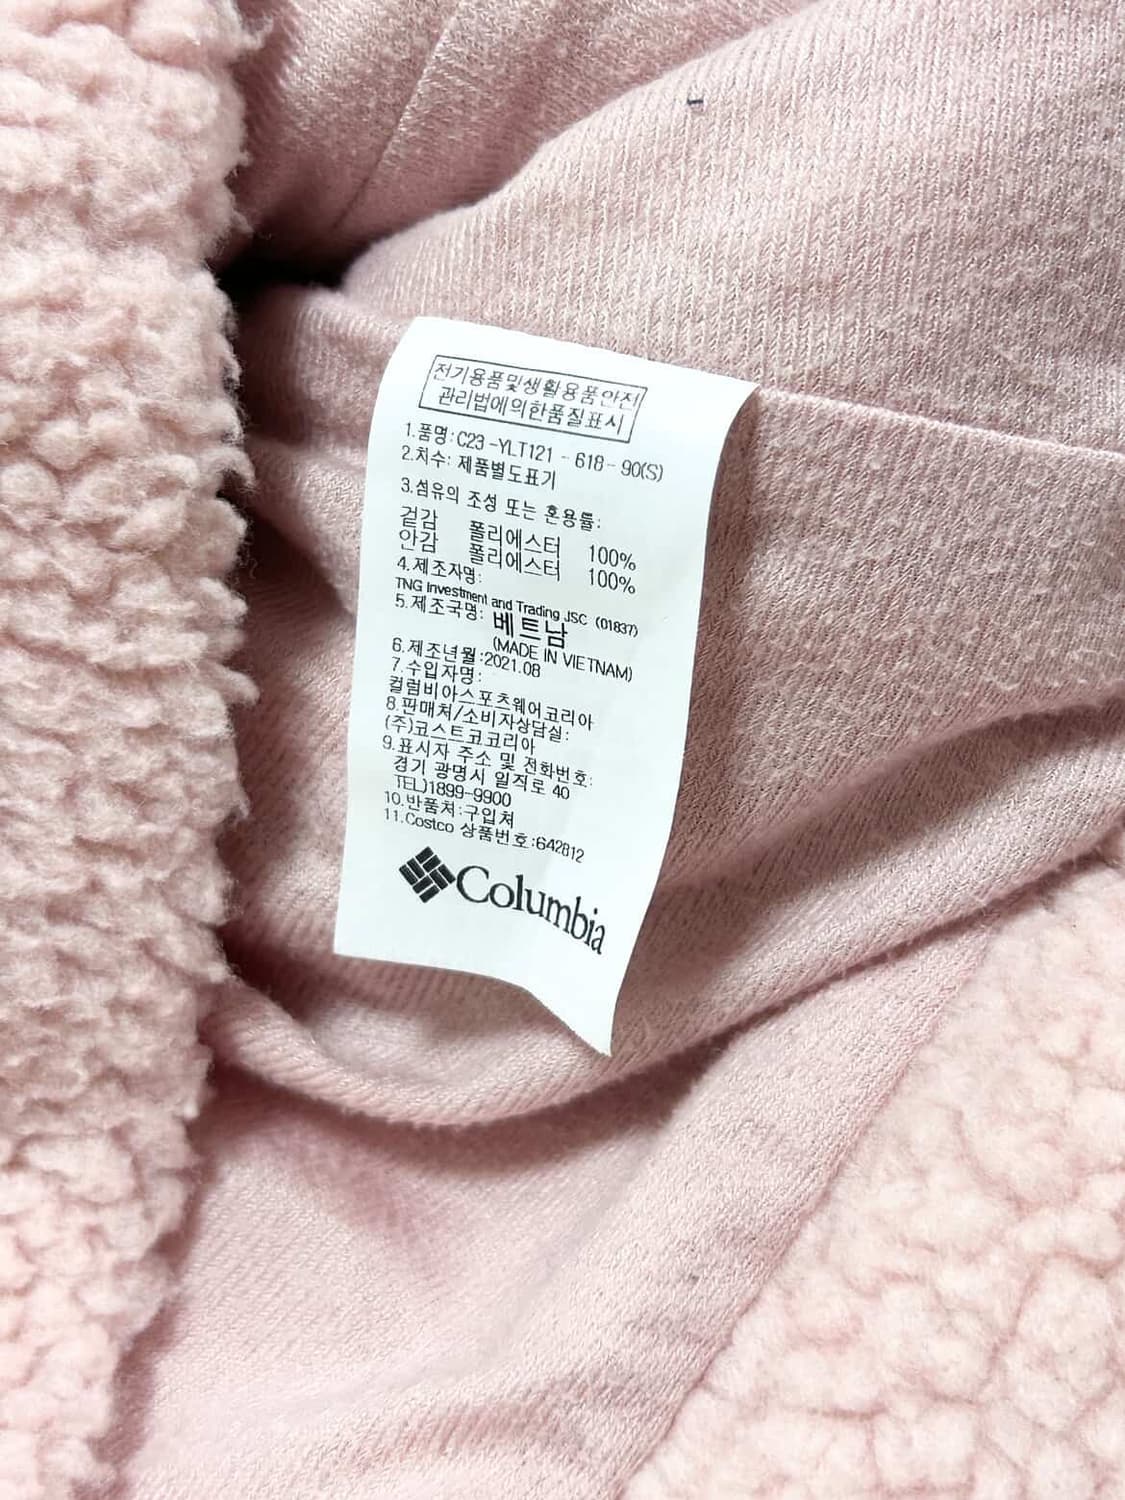 전기용품및생활용품안전
관리법에의한품질표시
1.품명:C23-YLT121-618-90(S)
2.치수: 제품별도표기
3.섬유의 조성 또는 혼용률:
겉감 폴리에스터 100%
안감 폴리에스터 100%
4.제조자명:
TNG Investment and Trading JSC (01837)
5.제조국명: 베트남
(MADE IN VIETNAM)
6.제조년월:2021.08
7.수입자명:
컬럼비아스포츠웨어코리아
8.판매처/소비자상담실:
(주)코스트코코리아
9.표시자 주소 및 전화번호:
경기 광명시 일직로 40
TEL)1899-9900
10.반품처:구입처
11.Costco 상품번호:642812
Columbia